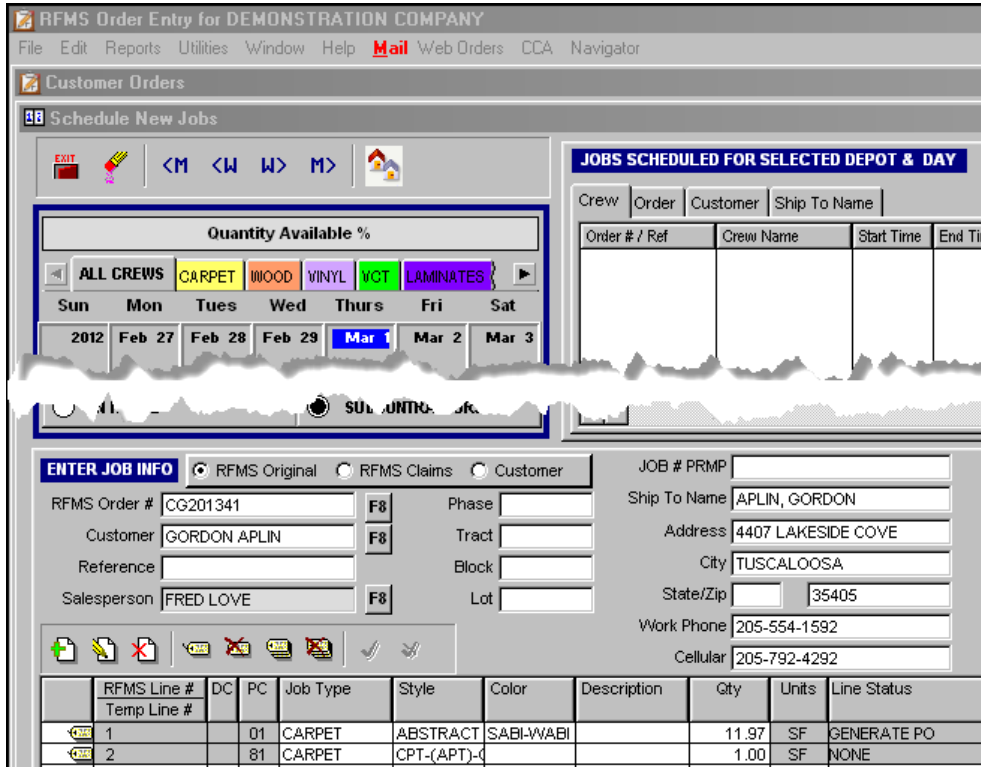 RFMS Order Entry for DEMONSTRATION COMPANY
File Edit Reports Utilities Window Help Mail Web Orders CCA Navigator
Customer Orders
Schedule New Jobs
EXIT <M <W W> M>
Quantity Available %
ALL CREWS CARPET WOOD VINYL VCT LAMINATES
Sun Mon Tues Wed Thurs Fri Sat
2012 Feb 27 Feb 28 Feb 29 Mar 1 Mar 2 Mar 3
JOBS SCHEDULED FOR SELECTED DEPOT & DAY
Crew Order Customer Ship To Name
Order # / Ref Crew Name Start Time End
ENTER JOB INFO RFMS Original RFMS Claims Customer
RFMS Order # CG201341 F8
Customer GORDON APLIN F8
Reference
Salesperson FRED LOVE F8
Phase
Tract
Block
Lot
JOB # PRMP
Ship To Name APLIN, GORDON
Address 4407 LAKESIDE COVE
City TUSCALOOSA
State/Zip 35405
Work Phone 205-554-1592
Cellular 205-792-4292
RFMS Line # DC PC Job Type Style Color Description Qty Units Line Status
Temp Line #
1 01 CARPET ABSTRACT SABI-WABI 11.97 SF GENERATE PO
2 81 CARPET CPT-(APT)- 1.00 SF NONE